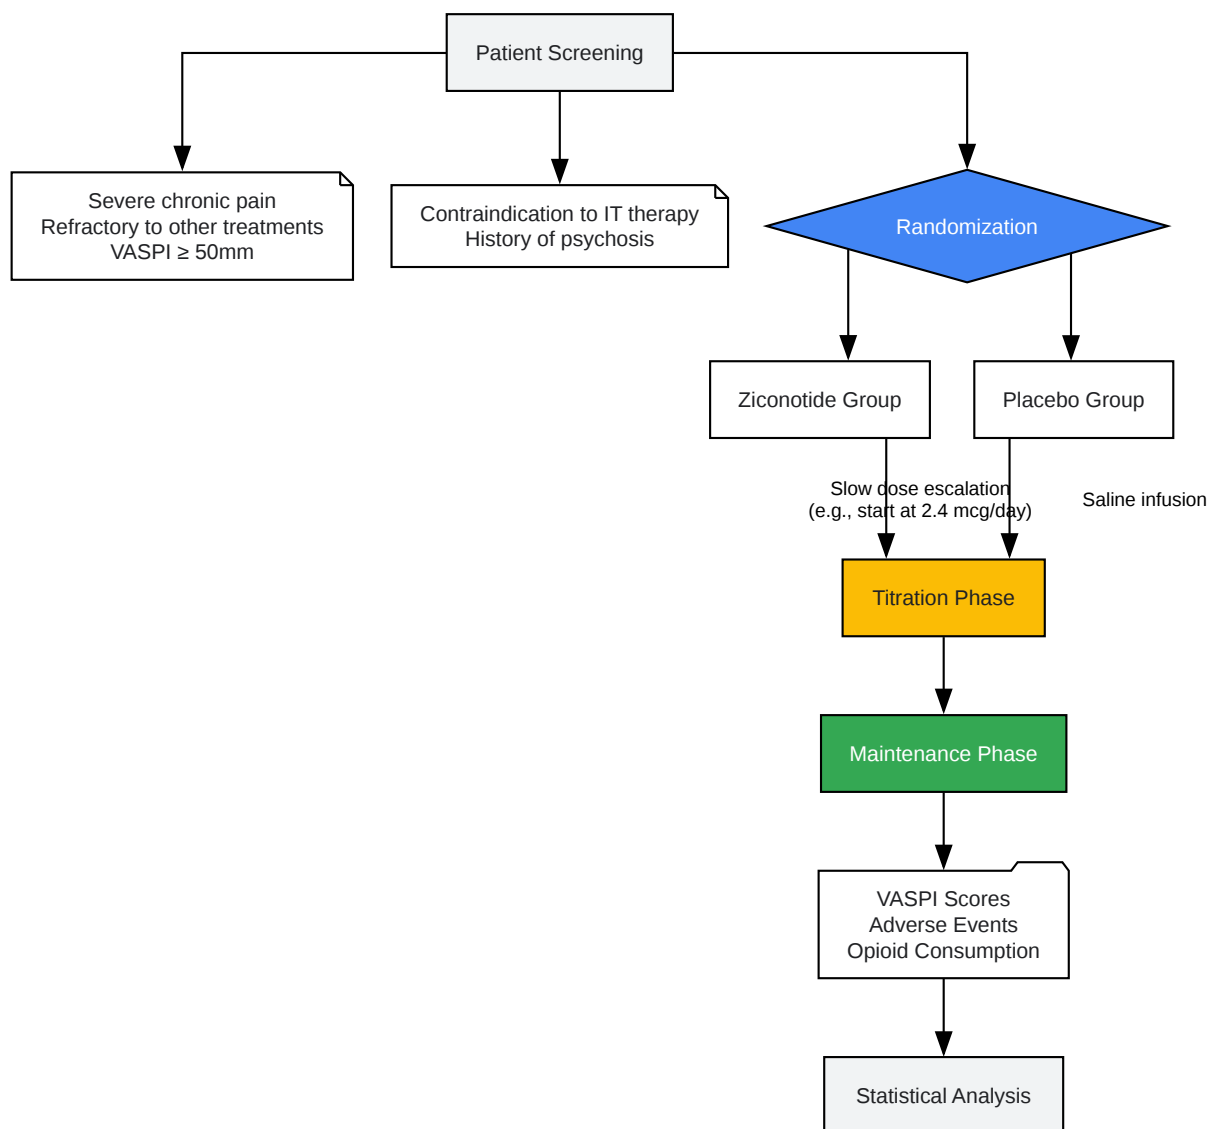 Patient Screening
Severe chronic pain
Refractory to other treatments
VASPI ≥ 50mm
Contraindication to IT therapy
History of psychosis
Randomization
Ziconotide Group
Placebo Group
Slow dose escalation
(e.g., start at 2.4 mcg/day)
Saline infusion
Titration Phase
Maintenance Phase
VASPI Scores
Adverse Events
Opioid Consumption
Statistical Analysis